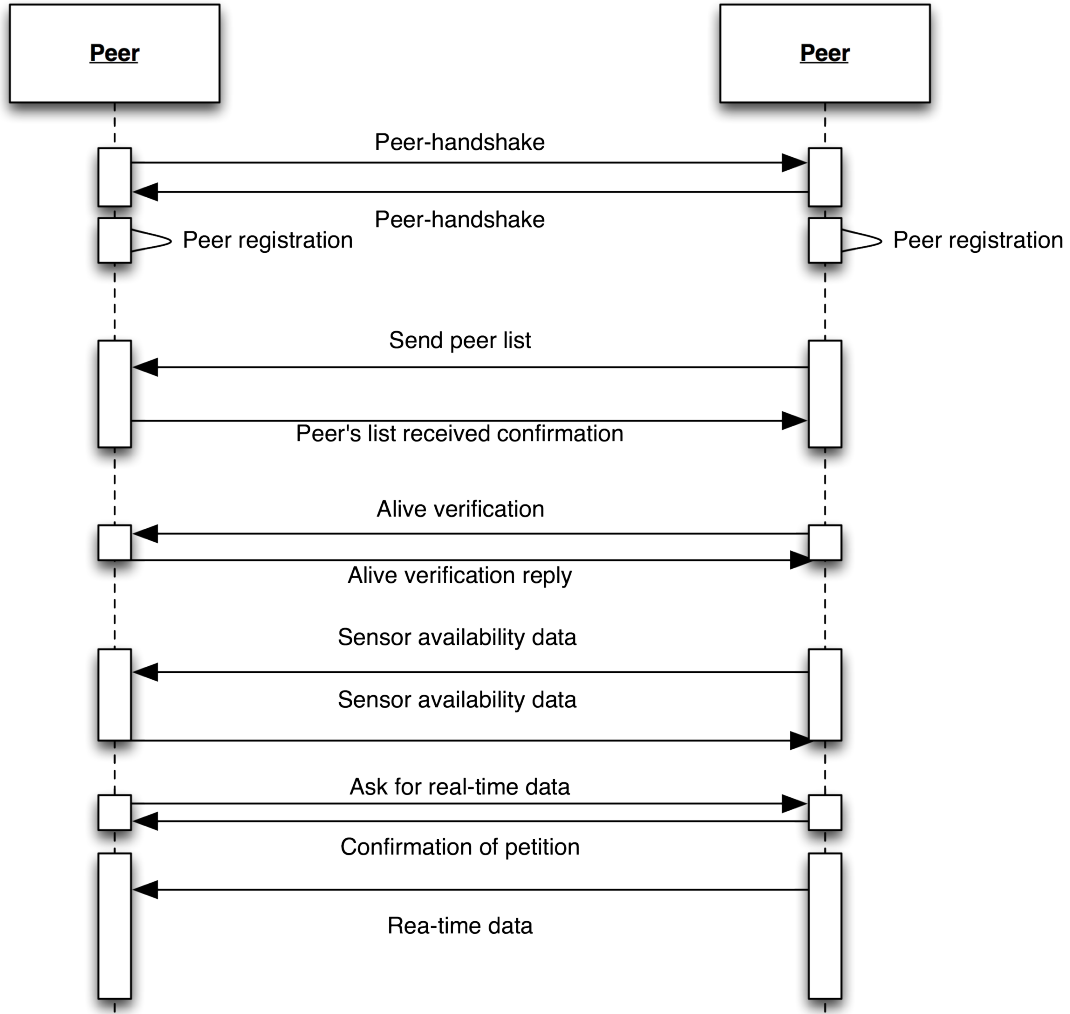 Peer
Peer
Peer-handshake
Peer-handshake
Peer registration
Peer registration
Send peer list
Peer's list received confirmation
Alive verification
Alive verification reply
Sensor availability data
Sensor availability data
Ask for real-time data
Confirmation of petition
Rea-time data